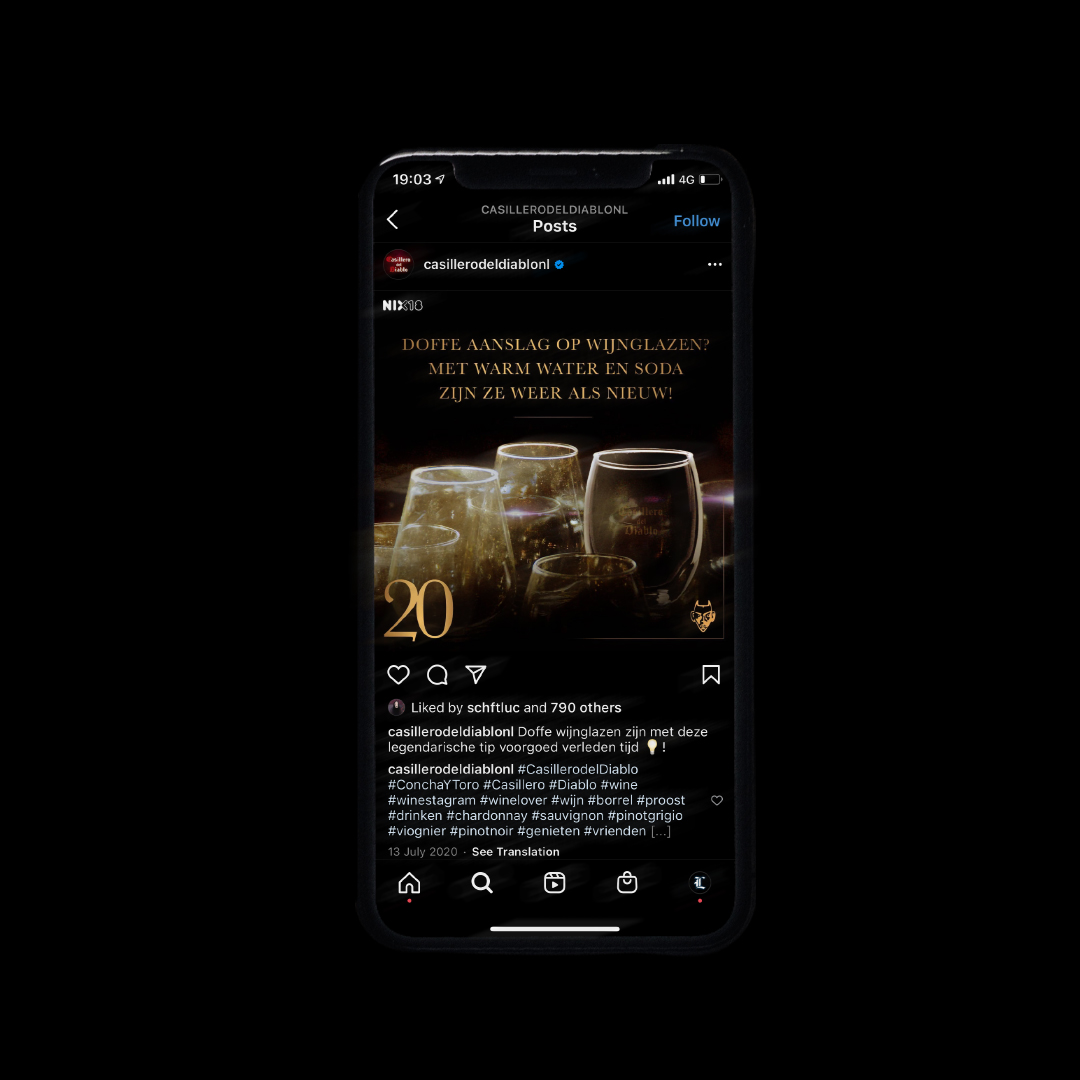 19:03
4G
CASILLERODELDIABLONL
Posts
Follow
Casillero
del
Diablo
casillerodeldiablonl
NIX18
DOFFE AANSLAG OP WIJNGLAZEN?
MET WARM WATER EN SODA
ZIJN ZE WEER ALS NIEUW!
Casillero
del
Diablo
20
Liked by schftluc and 790 others
casillerodeldiablonl Doffe wijnglazen zijn met deze
legendarische tip voorgoed verleden tijd 💡!
casillerodeldiablonl #CasillerodelDiablo
#ConchaYToro #Casillero #Diablo #wine
#winestagram #winelover #wijn #borrel #proost
#drinken #chardonnay #sauvignon #pinotgrigio
#viognier #pinotnoir #genieten #vrienden [...]
13 July 2020 · See Translation